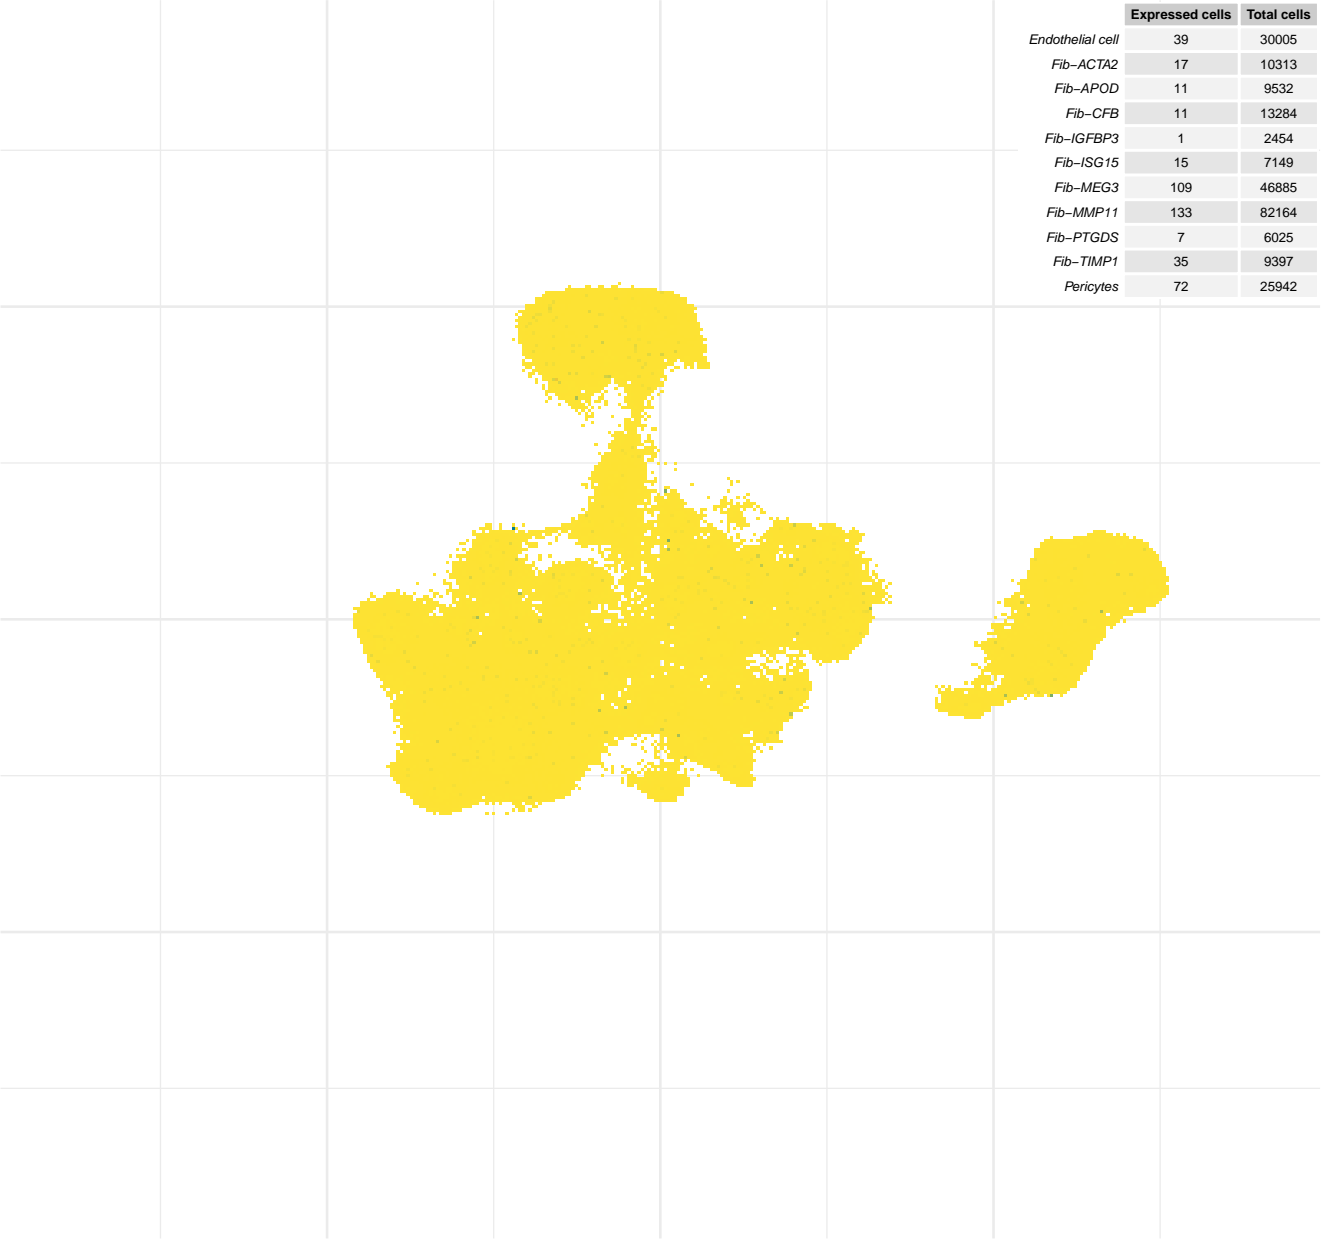 Expressed cells Total cells
Endothelial cell 39 30005
Fib−ACTA2 17 10313
Fib−APOD 11 9532
Fib−CFB 11 13284
Fib−IGFBP3 1 2454
Fib−ISG15 15 7149
Fib−MEG3 109 46885
Fib−MMP11 133 82164
Fib−PTGDS 7 6025
Fib−TIMP1 35 9397
Pericytes 72 25942